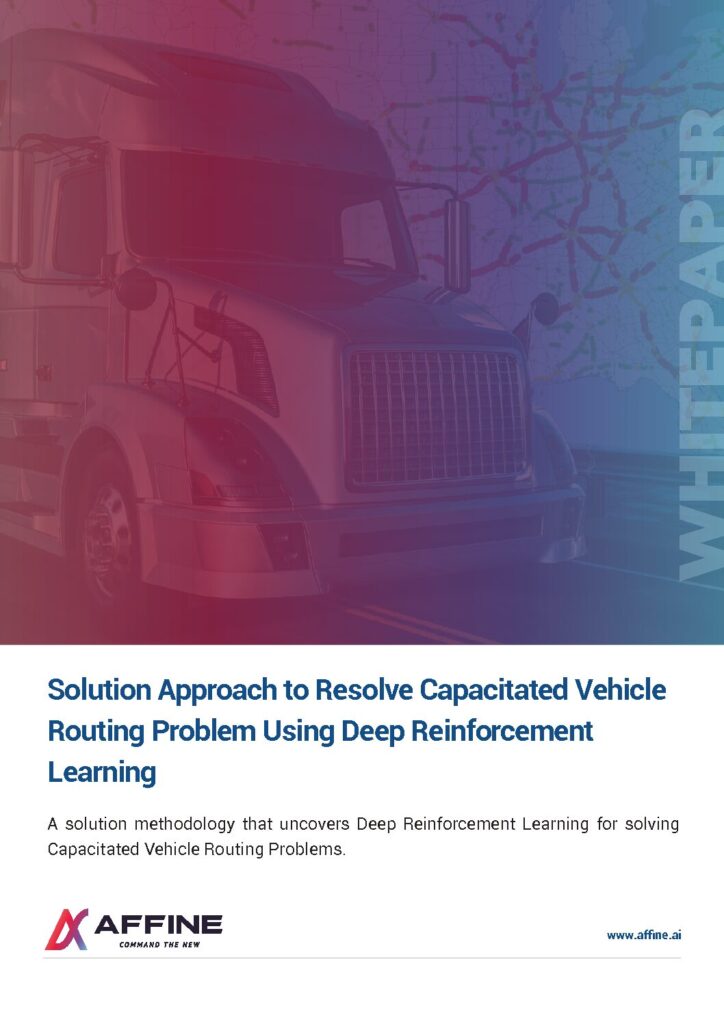 WHITEPAPER
Solution Approach to Resolve Capacitated Vehicle
Routing Problem Using Deep Reinforcement
Learning
A solution methodology that uncovers Deep Reinforcement Learning for solving
Capacitated Vehicle Routing Problems.
AFFINE
COMMAND THE NEW
www.affine.ai